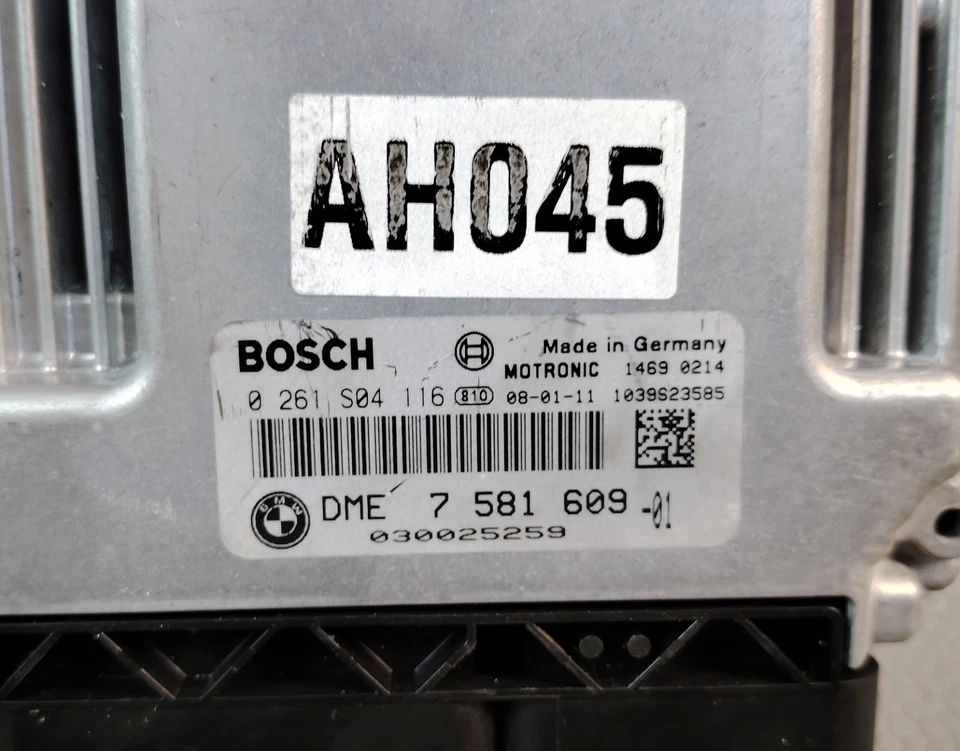 AH045
BOSCH
Made in Germany
MOTRONIC 1469 0214
0 261 S04 116 810 08-01-11 1039S23585
BMW DME 7 581 609 -01
030025259